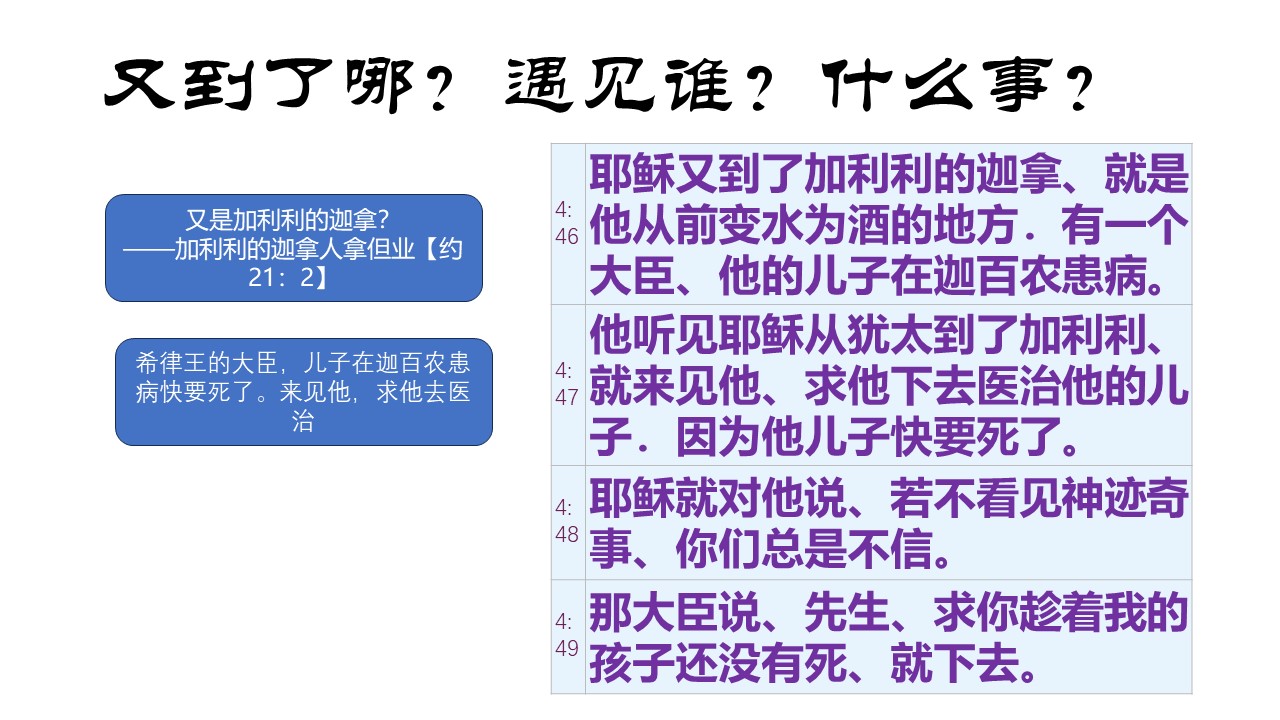 又到了哪？遇见谁？什么事？
又是加利利的迦拿？
——加利利的迦拿人拿但业【约
21：2】
希律王的大臣，儿子在迦百农患
病快要死了。来见他，求他去医
治
4:
46
耶稣又到了加利利的迦拿、就是
他从前变水为酒的地方．有一个
大臣、他的儿子在迦百农患病。
4:
47
他听见耶稣从犹太到了加利利、
就来见他、求他下去医治他的儿
子．因为他儿子快要死了。
4:
48
耶稣就对他说、若不看见神迹奇
事、你们总是不信。
4:
49
那大臣说、先生、求你趁着我的
孩子还没有死、就下去。